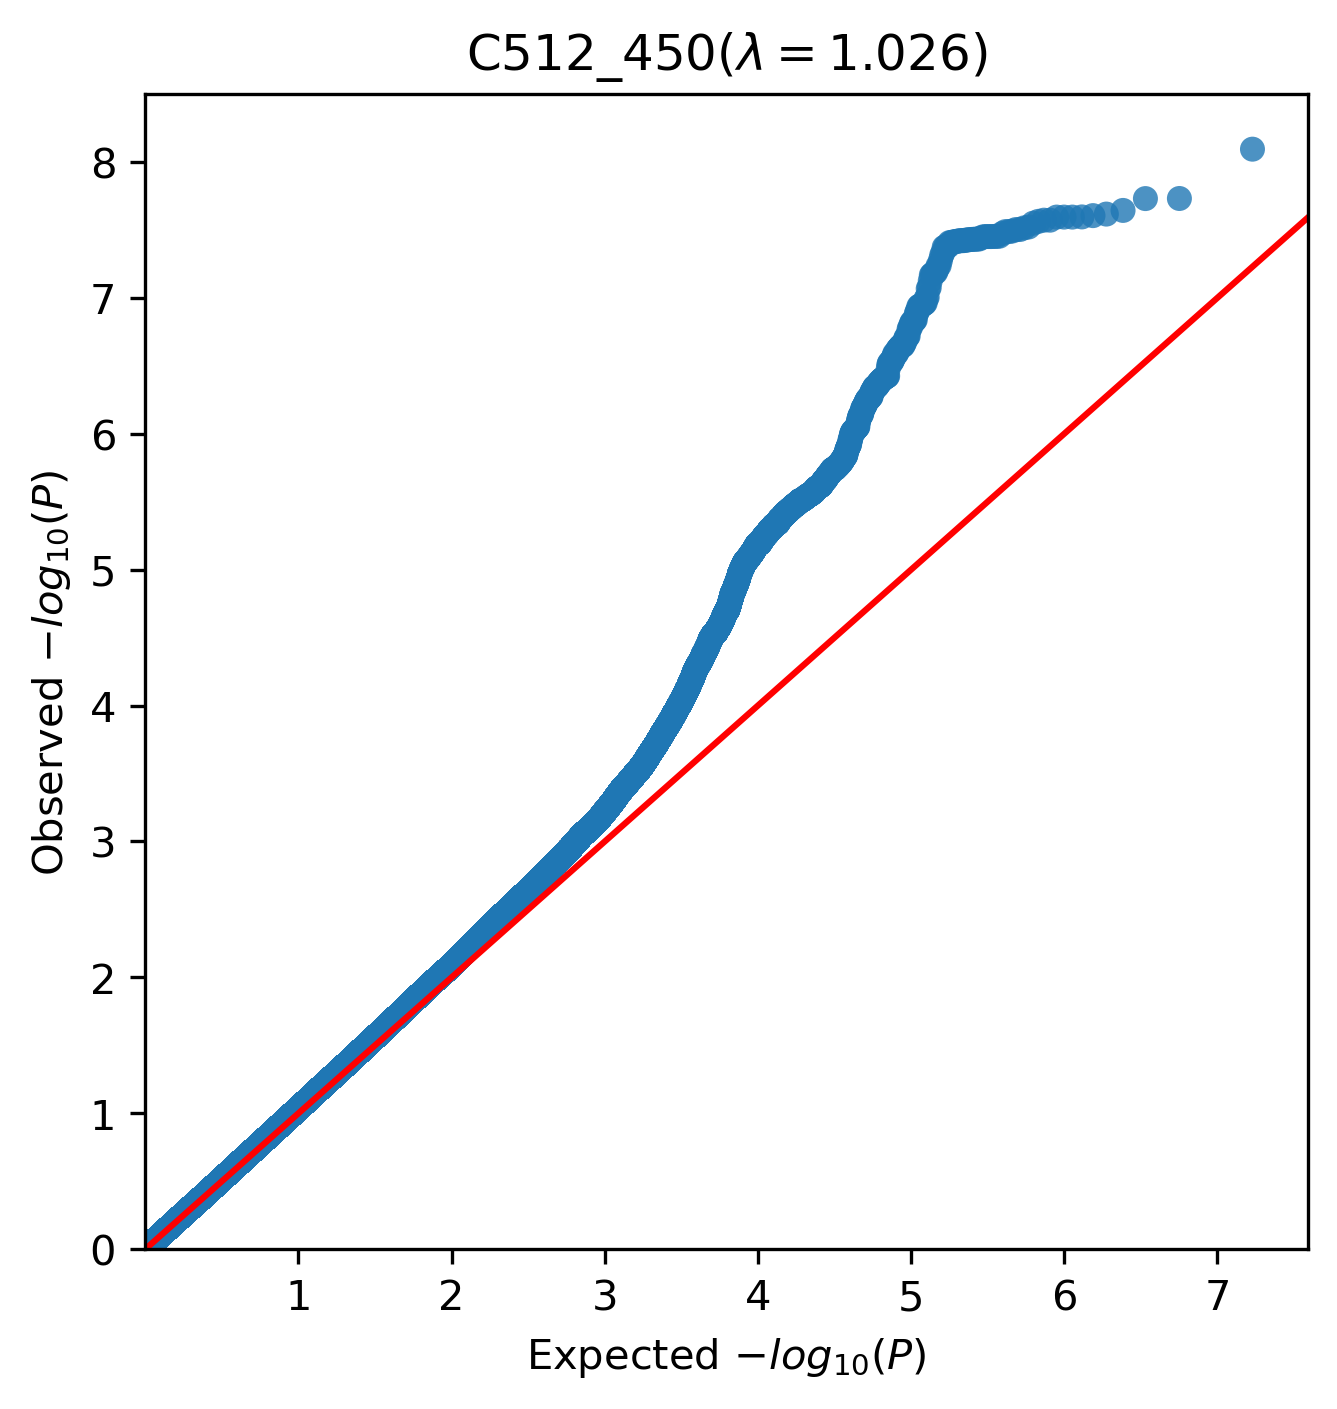 C512_450(λ = 1.026)
8
7
6
5
4
3
2
1
0
Observed −log10(P)
1 2 3 4 5 6 7
Expected −log10(P)